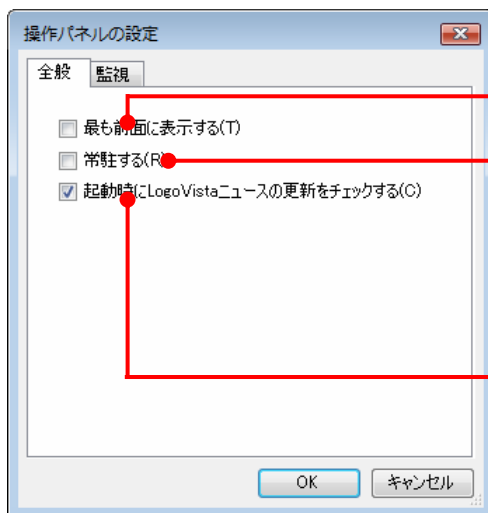 操作パネルの設定
全般 監視
最も前面に表示する(T)
常駐する(R)
起動時にLogoVistaニュースの更新をチェックする(C)
OK キャンセル